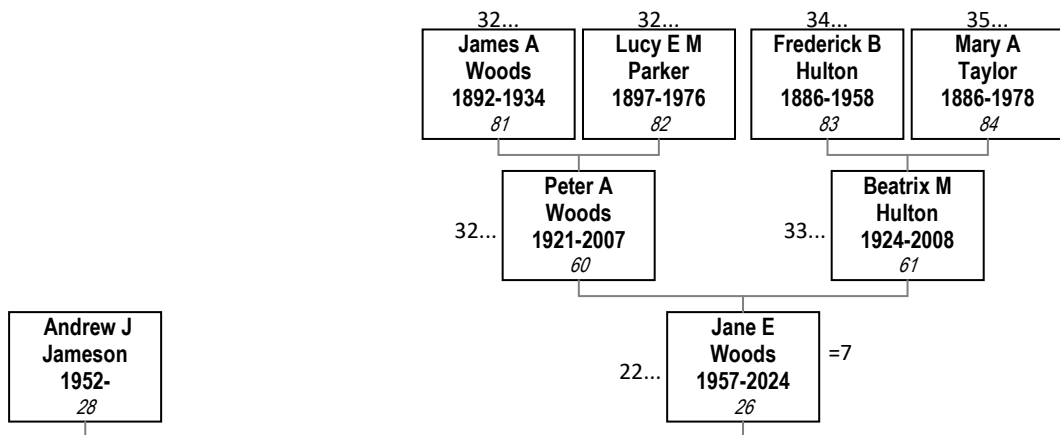 32...
32...
34...
35...
James A
Woods
1892-1934
81
Lucy E M
Parker
1897-1976
82
Frederick B
Hulton
1886-1958
83
Mary A
Taylor
1886-1978
84
32...
Peter A
Woods
1921-2007
60
33...
Beatrix M
Hulton
1924-2008
61
Andrew J
Jameson
1952-
28
22...
Jane E
Woods
1957-2024
26
=7